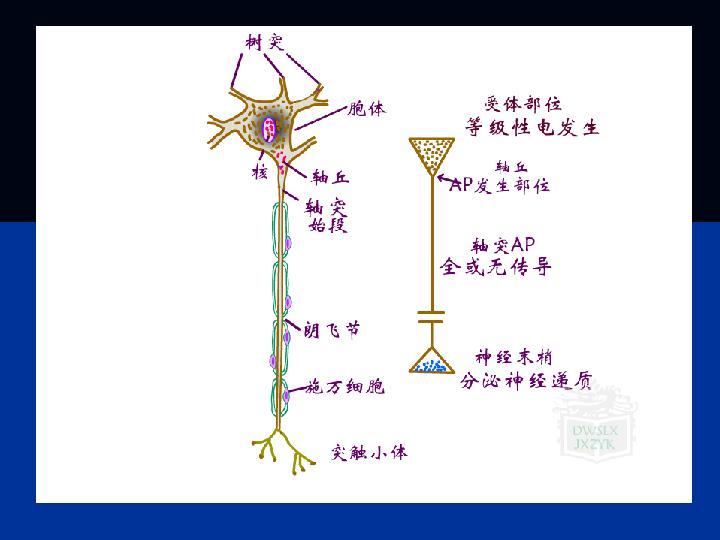 树突
胞体
核
轴丘
轴突
始段
朗飞节
施万细胞
突触小体
受体部位
等级性电发生
轴丘
AP发生部位
轴突AP
全或无传导
神经末梢
分泌神经递质
DWSLX
JXZYK